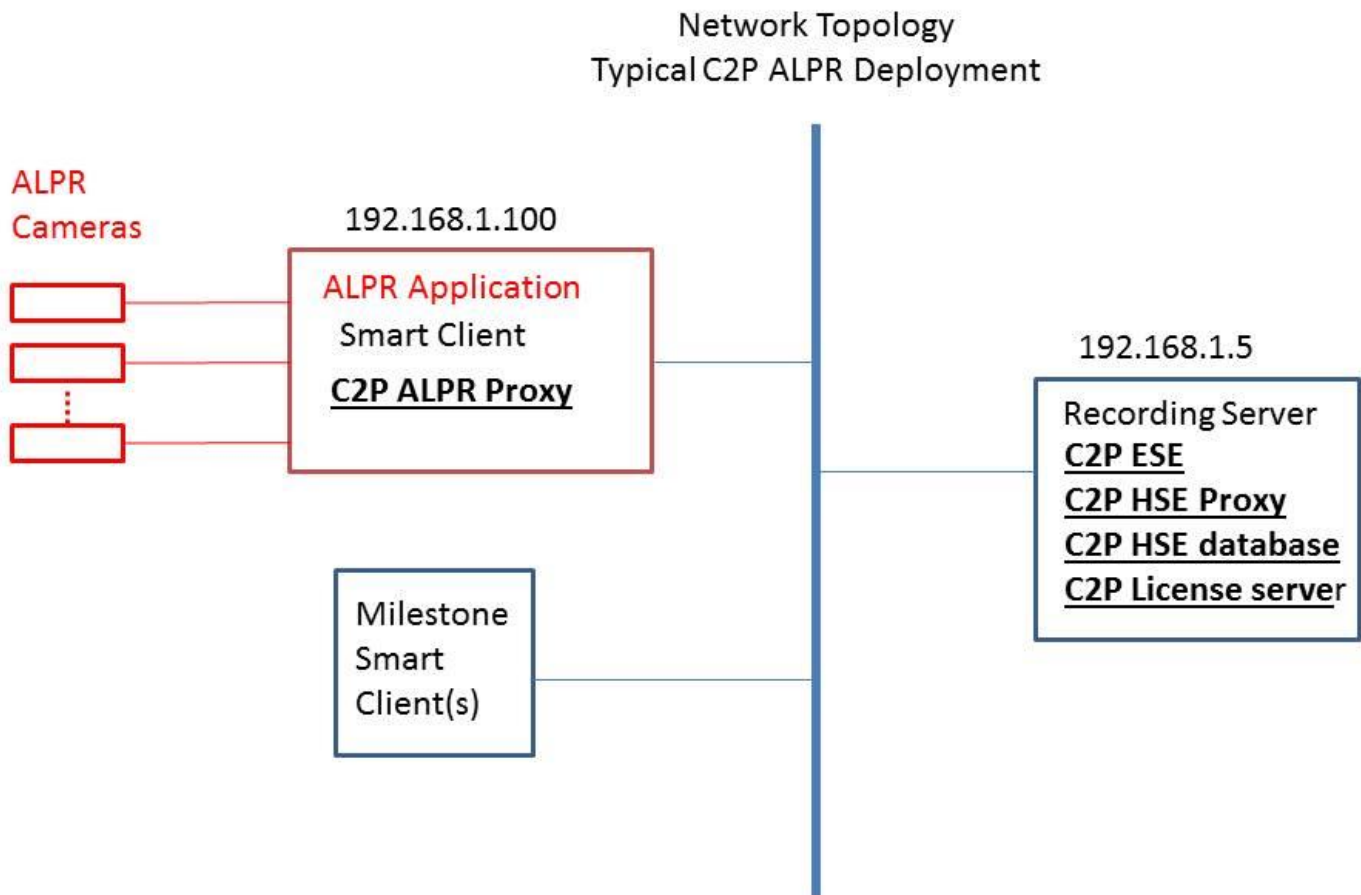 Network Topology
Typical C2P ALPR Deployment
ALPR
Cameras
192.168.1.100
ALPR Application
Smart Client
C2P ALPR Proxy
192.168.1.5
Recording Server
C2P ESE
C2P HSE Proxy
C2P HSE database
C2P License server
Milestone
Smart
Client(s)